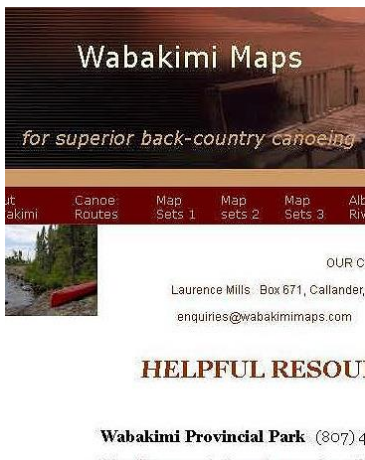 Wabakimi Maps
for superior back-country canoeing
Canoe Routes
Map Sets 1
Map sets 2
Map Sets 3
OUR
Laurence Mills Box 671, Callander,
enquiries@wabakimimaps.com
HELPFUL
Wabakimi Provincial Park (807)